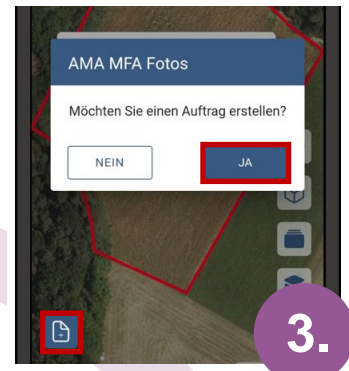 AMA MFA Fotos
Möchten Sie einen Auftrag erstellen?
NEIN
JA
3.